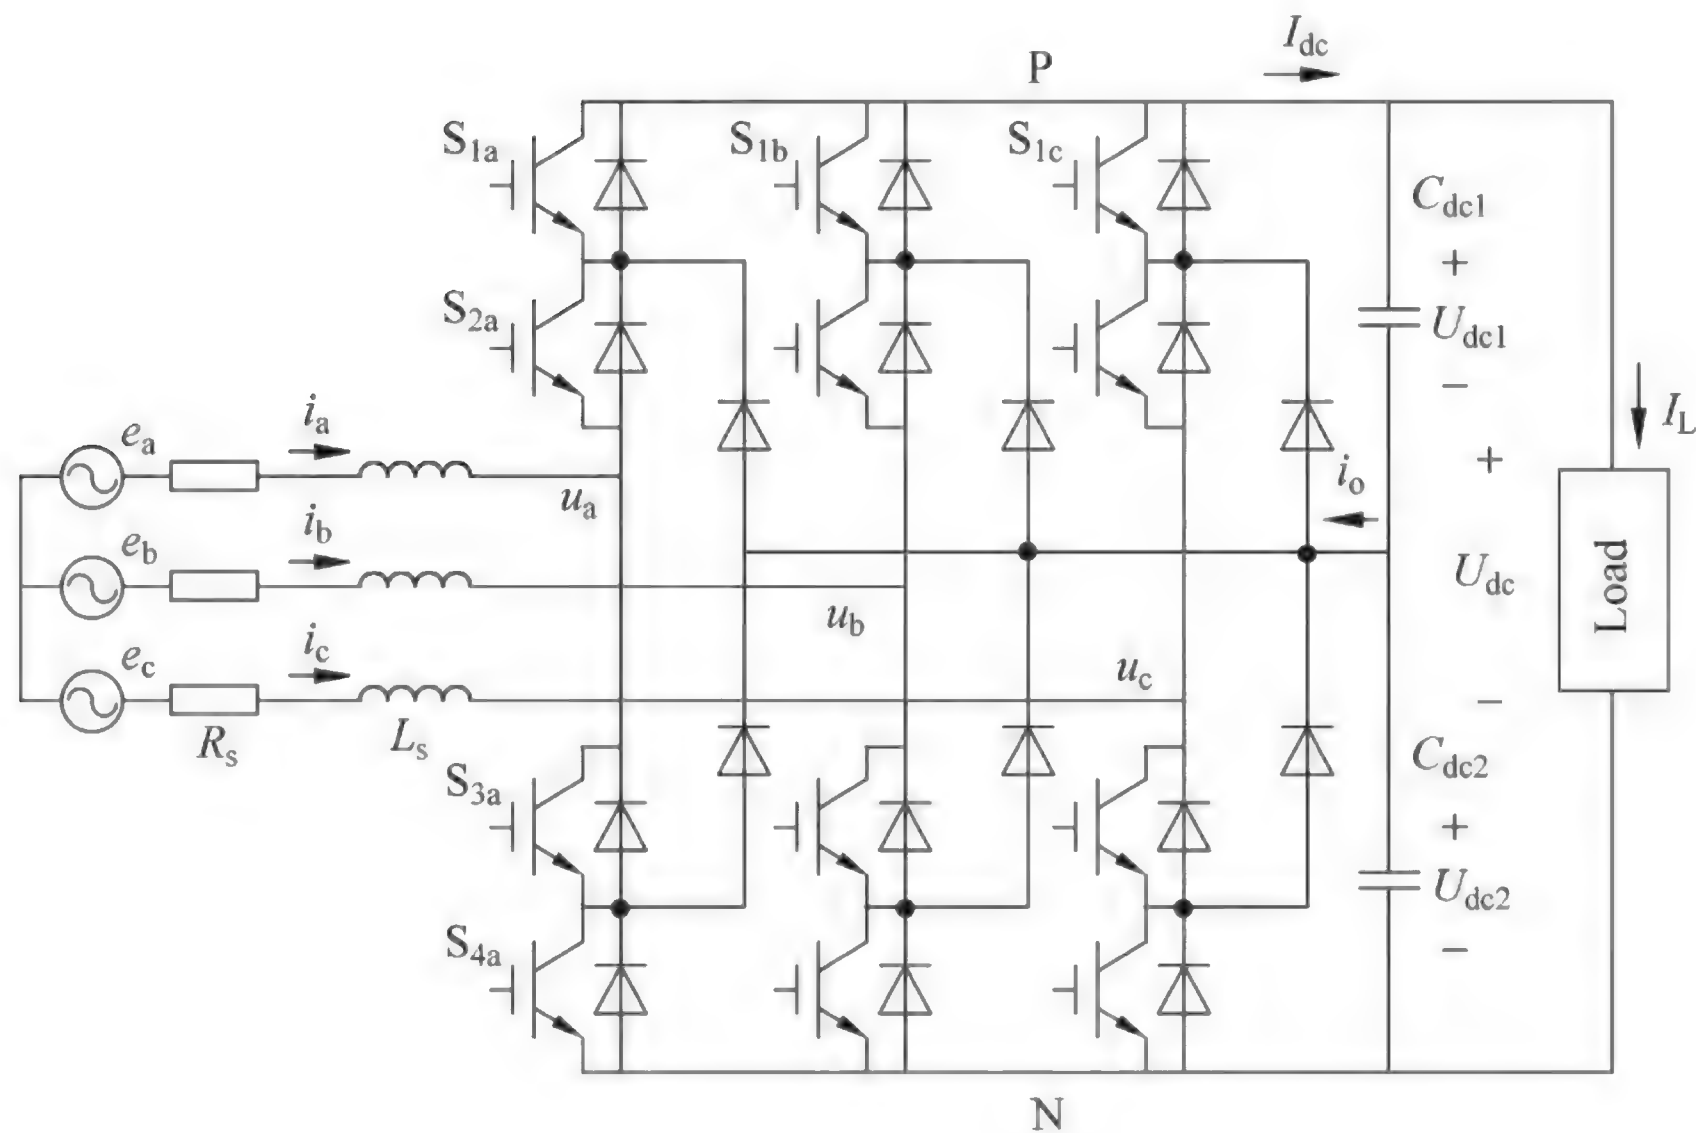 P
I_dc
S_1a
S_1b
S_1c
C_dc1
+
S_2a
U_dc1
−
e_a
i_a
I_L
+
i_o
u_a
e_b
i_b
U_dc
Load
u_b
e_c
i_c
u_c
−
R_s
L_s
C_dc2
S_3a
+
U_dc2
S_4a
−
N